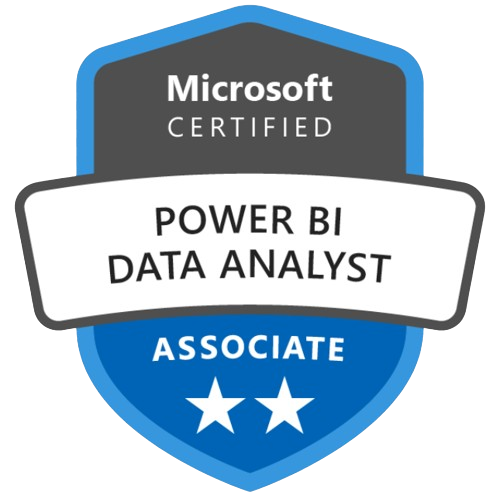 Microsoft
CERTIFIED
POWER BI
DATA ANALYST
ASSOCIATE